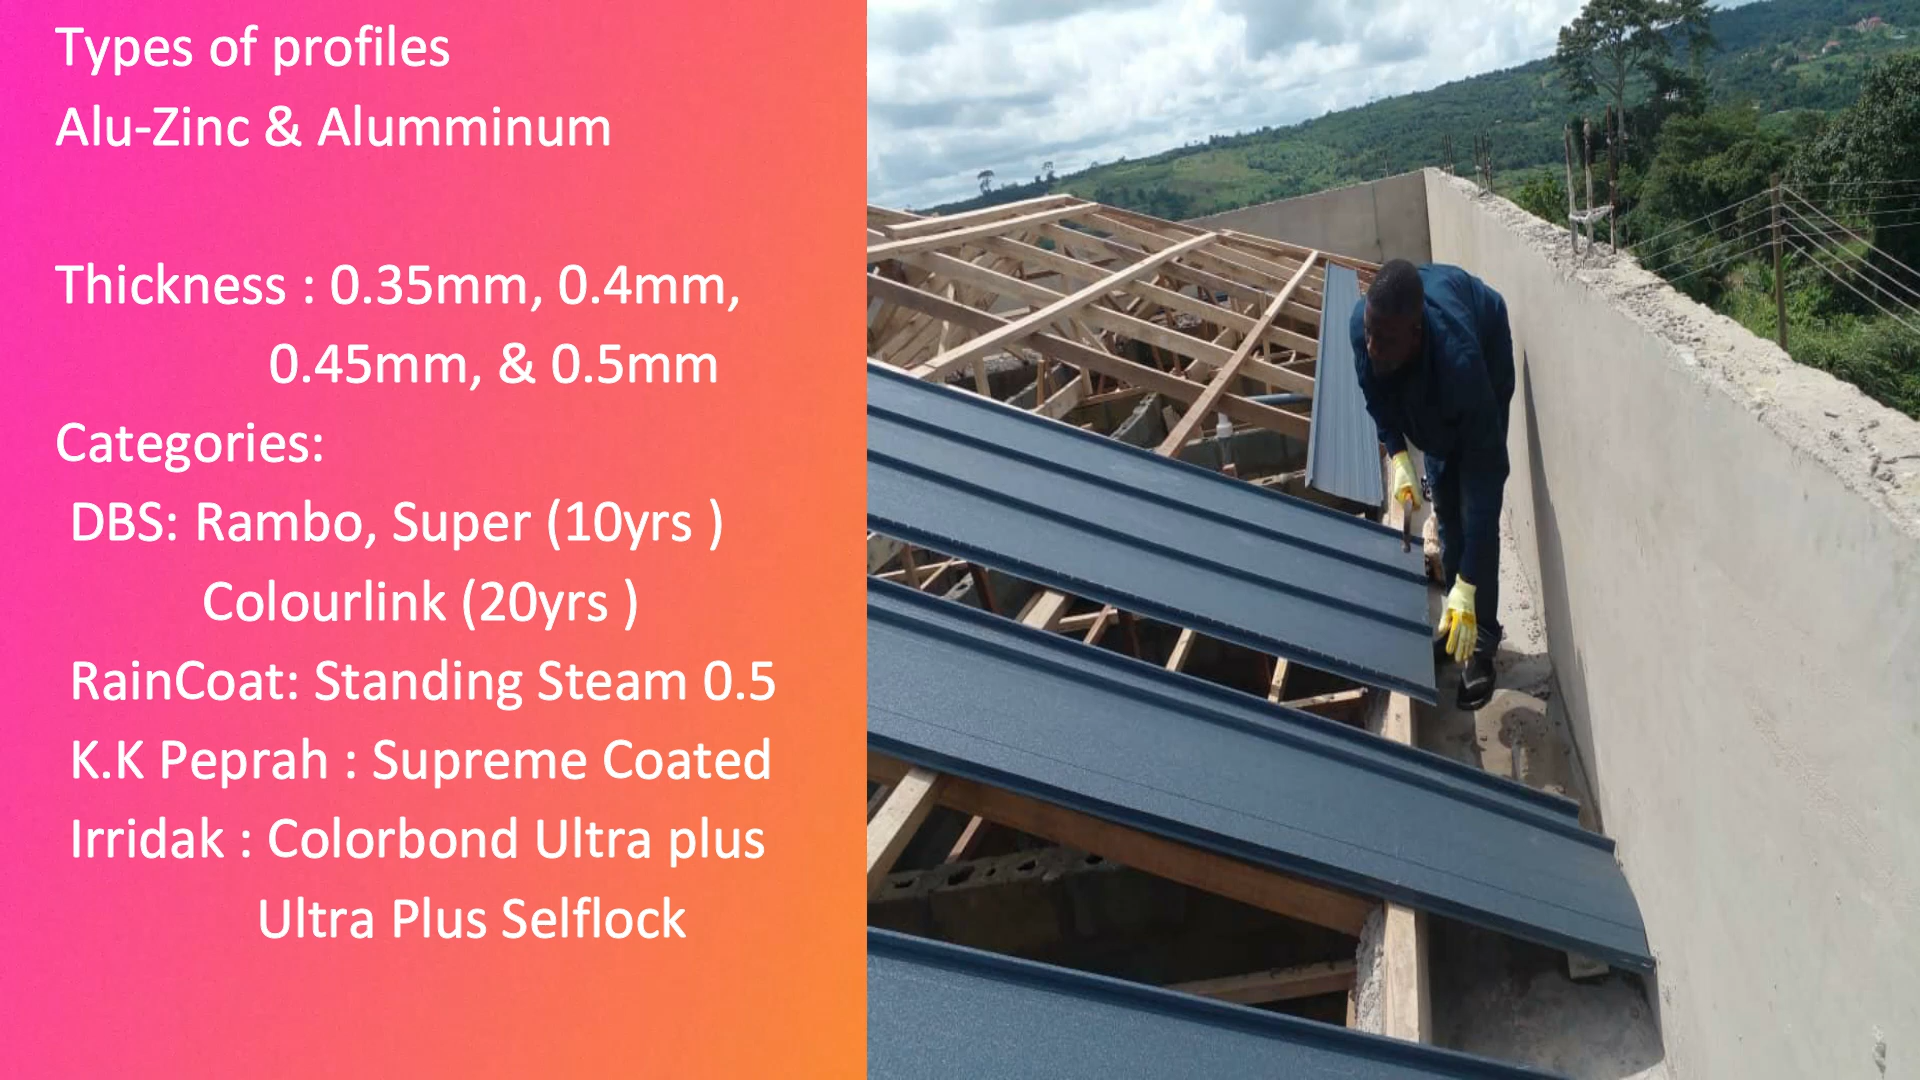 Types of profiles
Alu-Zinc & Alumminum
Thickness : 0.35mm, 0.4mm,
0.45mm, & 0.5mm
Categories:
DBS: Rambo, Super (10yrs )
Colourlink (20yrs )
RainCoat: Standing Steam 0.5
K.K Peprah : Supreme Coated
Irridak : Colorbond Ultra plus
Ultra Plus Selflock